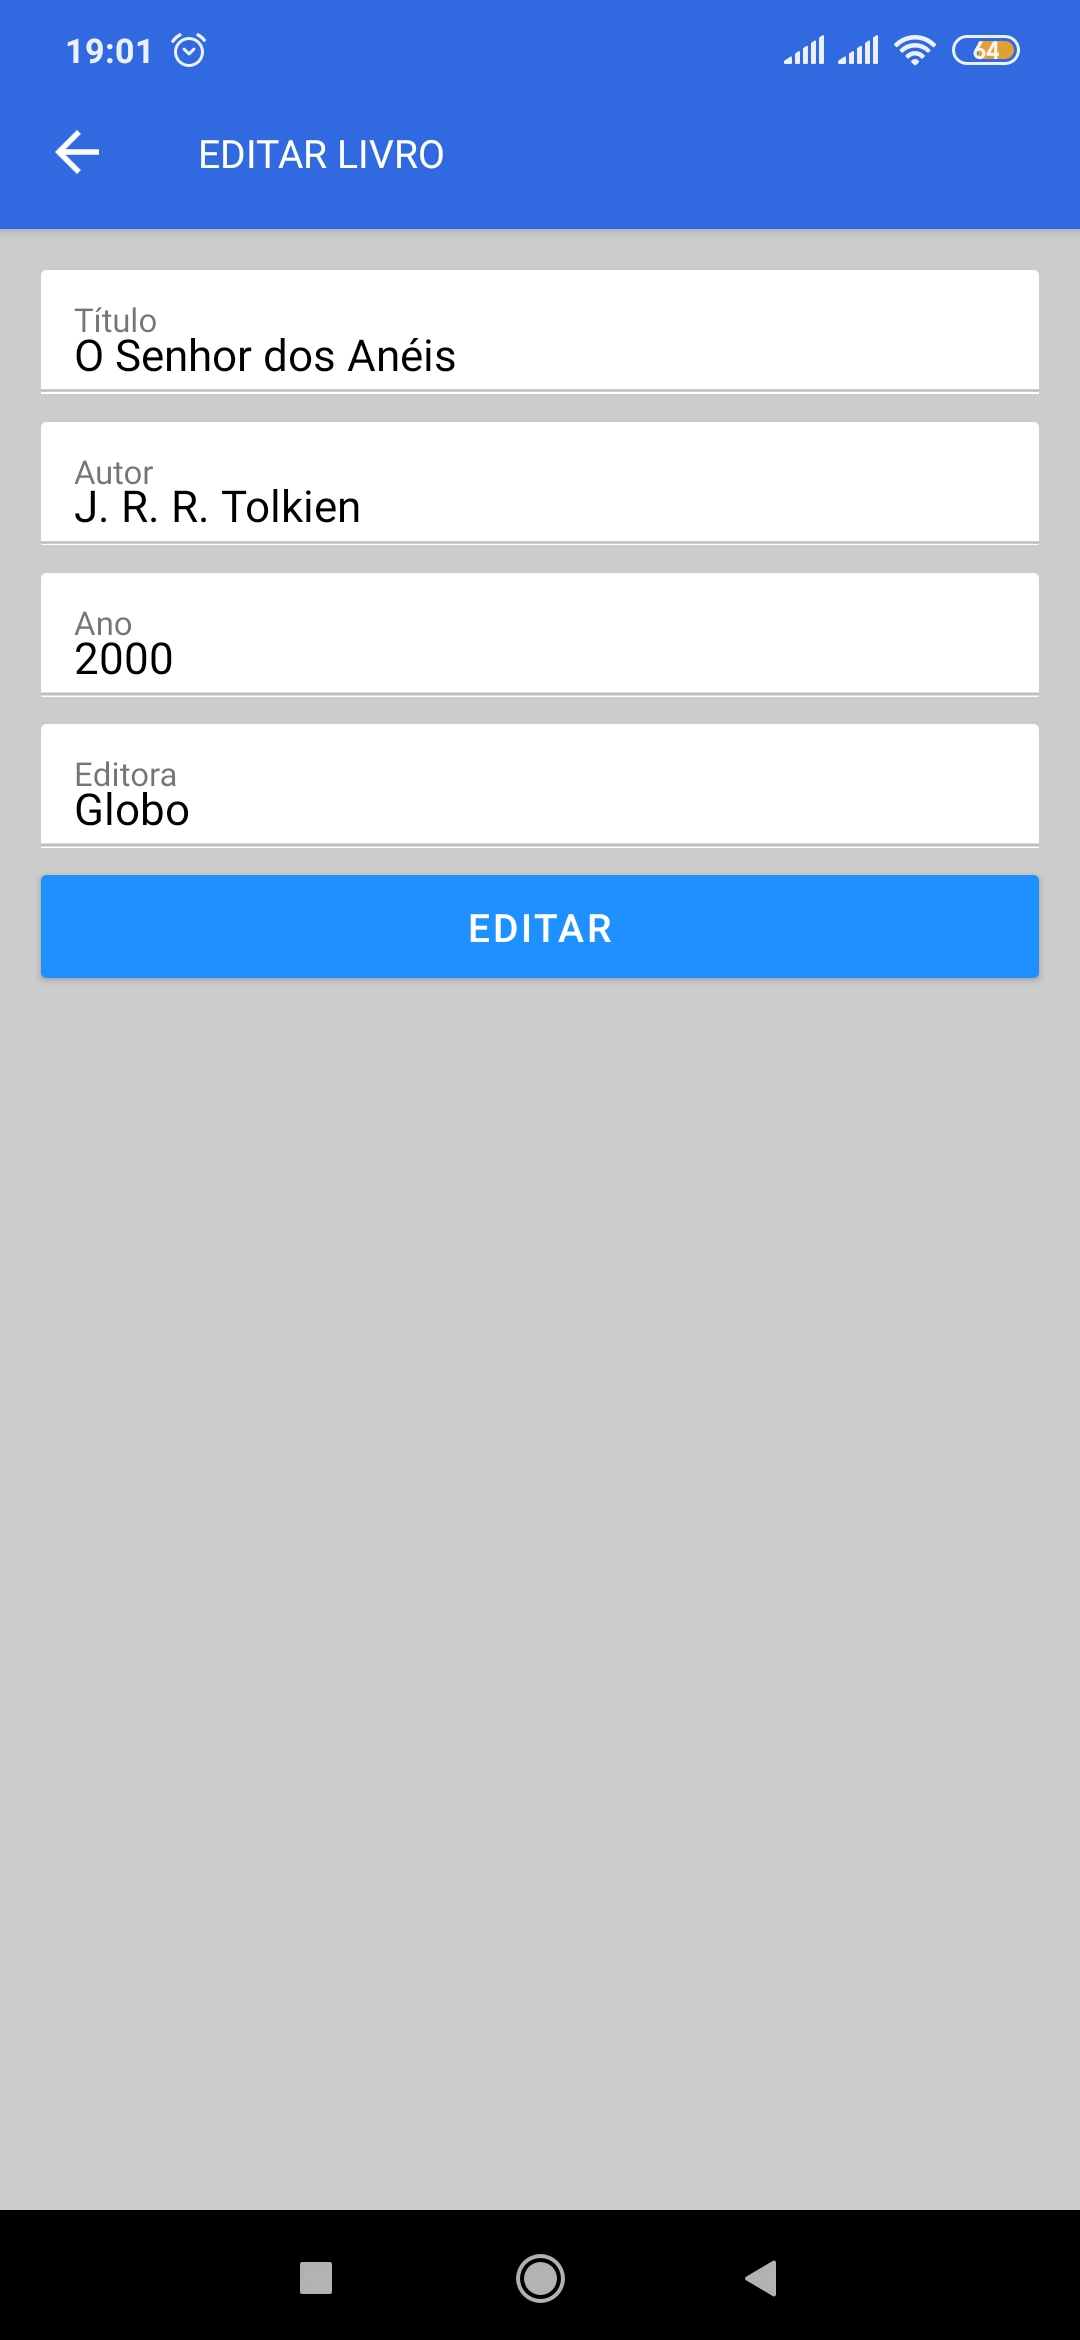 19:01
64
EDITAR LIVRO
Título
O Senhor dos Anéis
Autor
J. R. R. Tolkien
Ano
2000
Editora
Globo
EDITAR